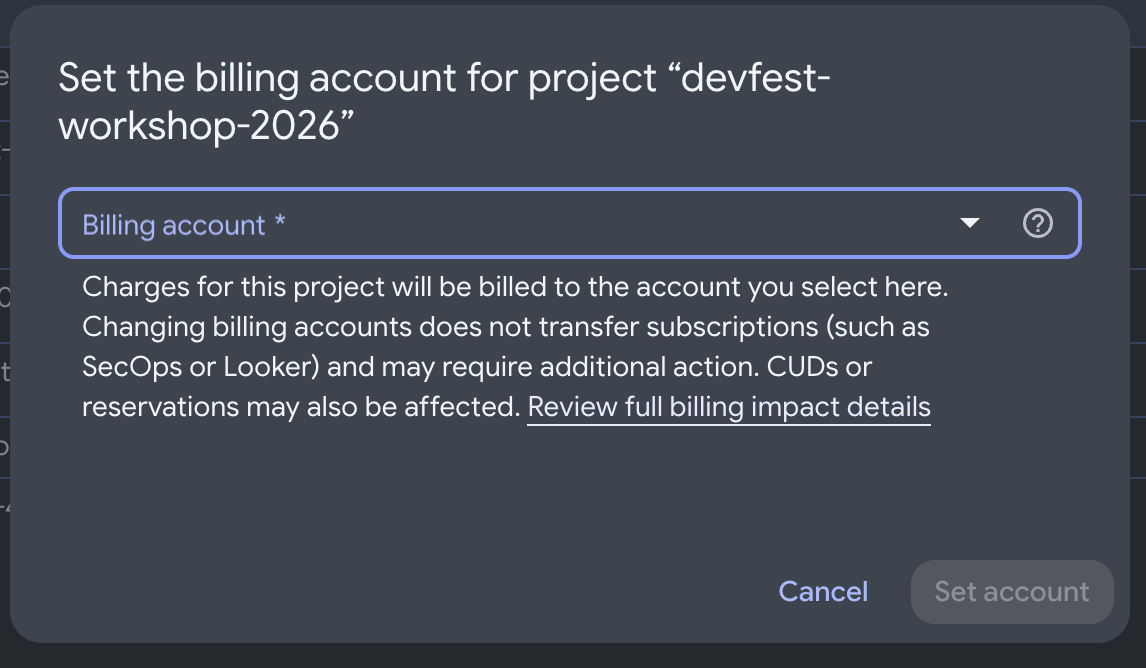 Set the billing account for project “devfest-
workshop-2026”
Billing account *
Charges for this project will be billed to the account you select here.
Changing billing accounts does not transfer subscriptions (such as
SecOps or Looker) and may require additional action. CUDs or
reservations may also be affected. Review full billing impact details
Cancel
Set account